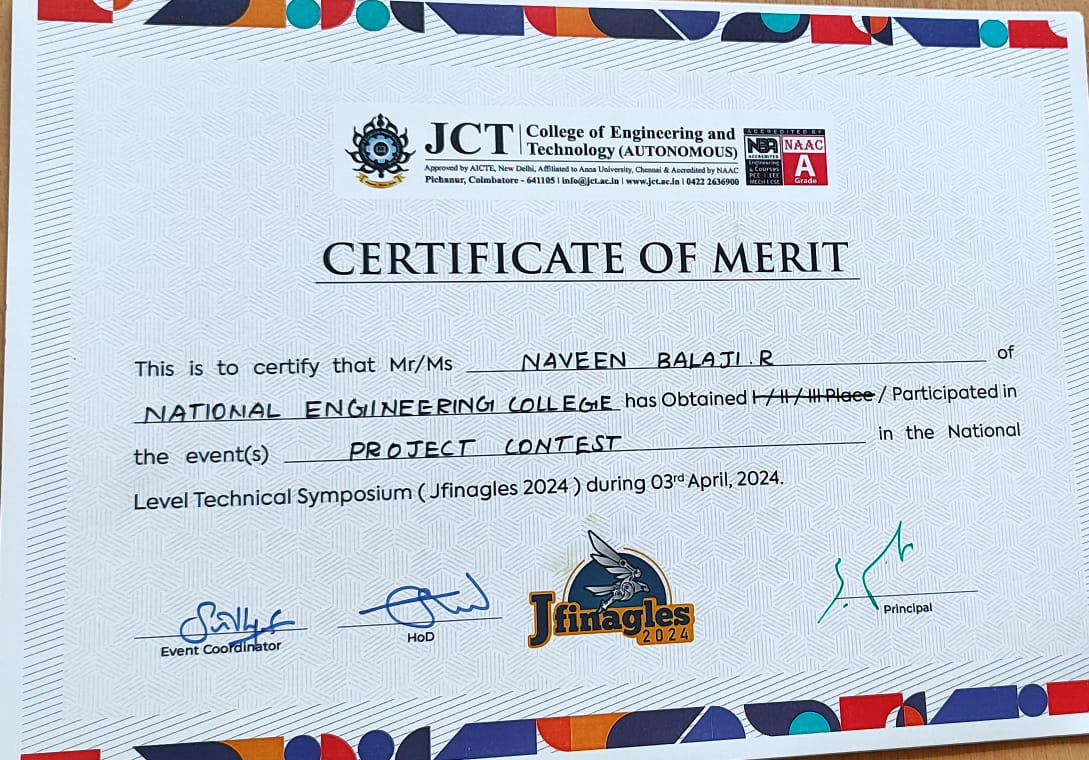 JCT College of Engineering and
Technology (AUTONOMOUS)
Approved by AICTE, New Delhi, Affiliated to Anna University, Chennai & Accredited by NAAC
Pichanur, Coimbatore - 641105 | info@jct.ac.in | www.jct.ac.in | 0422 2636900
ACCREDITED BY
NBA
ACCREDITED
Engineering
& Courses
NAAC
A
Grade
CERTIFICATE OF MERIT
This is to certify that Mr/Ms NAVEEN BALAJI.R of
NATIONAL ENGINEERING COLLEGE has Obtained I / II / III Place / Participated in
the event(s) PROJECT CONTEST in the National
Level Technical Symposium ( Jfinagles 2024 ) during 03rd April, 2024.
Jfinagles
2024
Event Coordinator
HoD
Principal